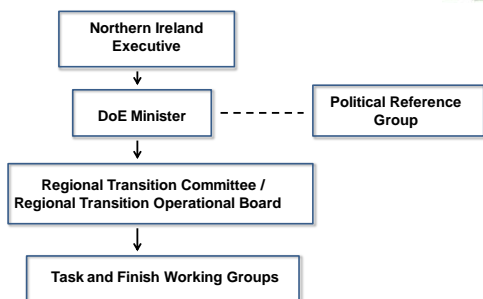 Northern Ireland
Executive
DoE Minister
Political Reference
Group
Regional Transition Committee /
Regional Transition Operational Board
Task and Finish Working Groups